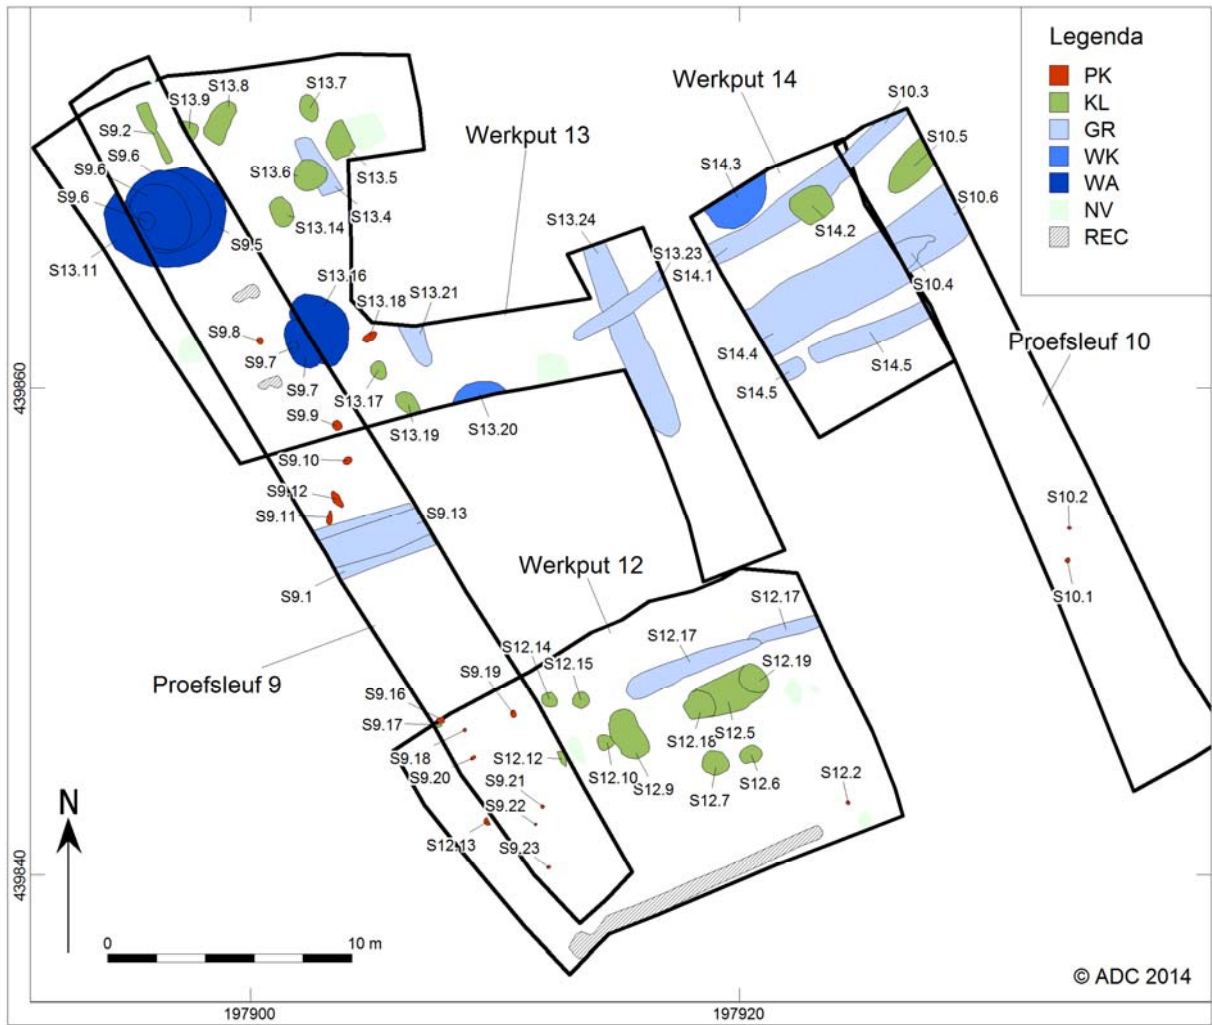 Legenda
PK
KL
GR
WK
WA
NV
REC
Werkput 14
Werkput 13
Werkput 12
Proefsleuf 10
Proefsleuf 9
S13.7
S13.8
S13.9
S9.2
S9.6
S9.6
S9.6
S13.6
S13.5
S13.4
S13.14
S9.5
S13.11
S13.16
S13.18
S13.21
S9.8
S9.7
S9.7
S13.17
S9.9
S13.19
S13.20
S13.24
S13.23
S14.3
S10.3
S10.5
S10.6
S14.2
S14.1
S10.4
S14.4
S14.5
S14.5
S9.10
S9.12
S9.11
S9.13
S9.1
S10.2
S10.1
S12.17
S12.17
S12.14
S12.15
S12.19
S9.19
S9.16
S9.17
S9.18
S9.20
S12.12
S12.10
S12.9
S12.5
S12.7
S12.6
S12.2
S9.21
S9.22
S12.13
S9.23
439860
439840
N
0 10 m
197900
197920
© ADC 2014